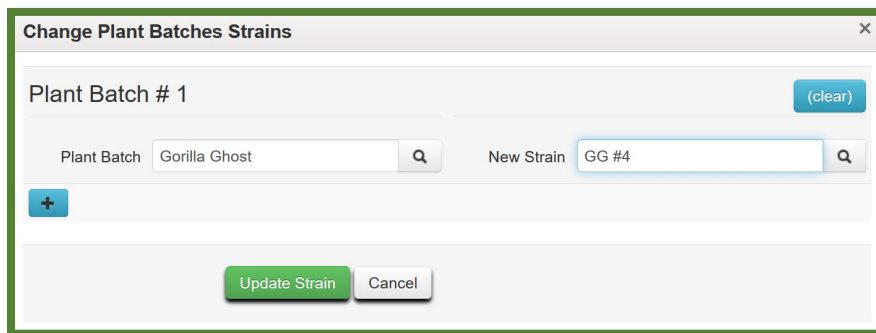 Change Plant Batches Strains ×
Plant Batch # 1 (clear)
Plant Batch Gorilla Ghost New Strain GG #4
+
Update Strain Cancel